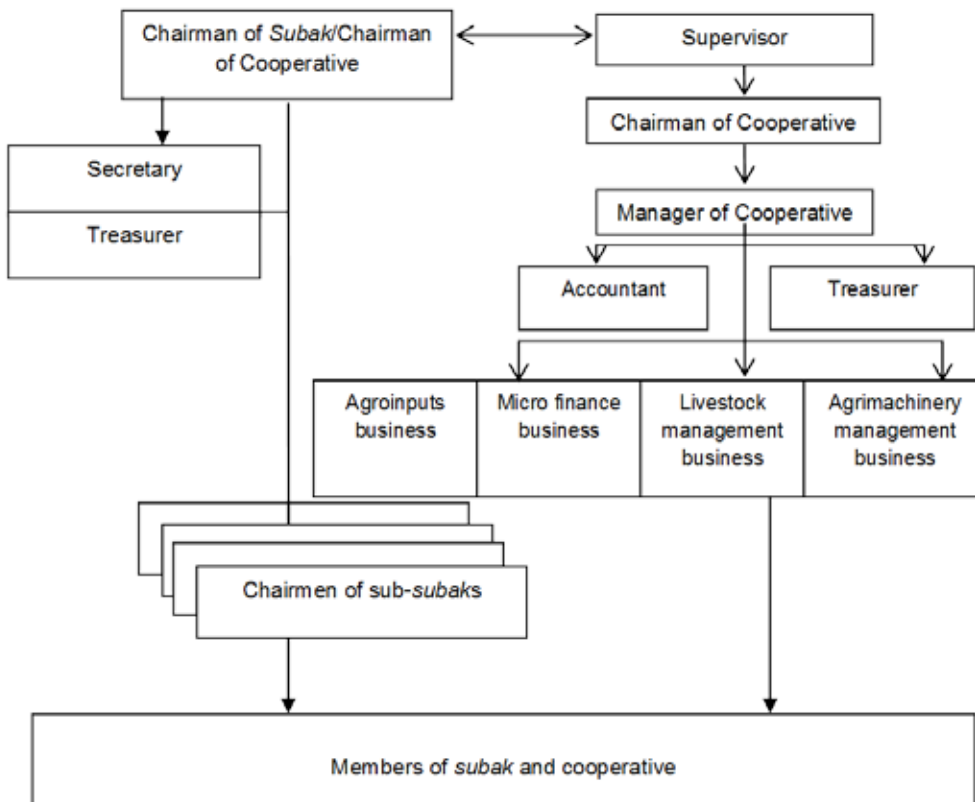 Chairman of Subak/Chairman
of Cooperative
Supervisor
Chairman of Cooperative
Secretary
Manager of Cooperative
Treasurer
Accountant
Treasurer
Agroinputs
business
Micro finance
business
Livestock
management
business
Agrimachinery
management
business
Chairmen of sub-subaks
Members of subak and cooperative